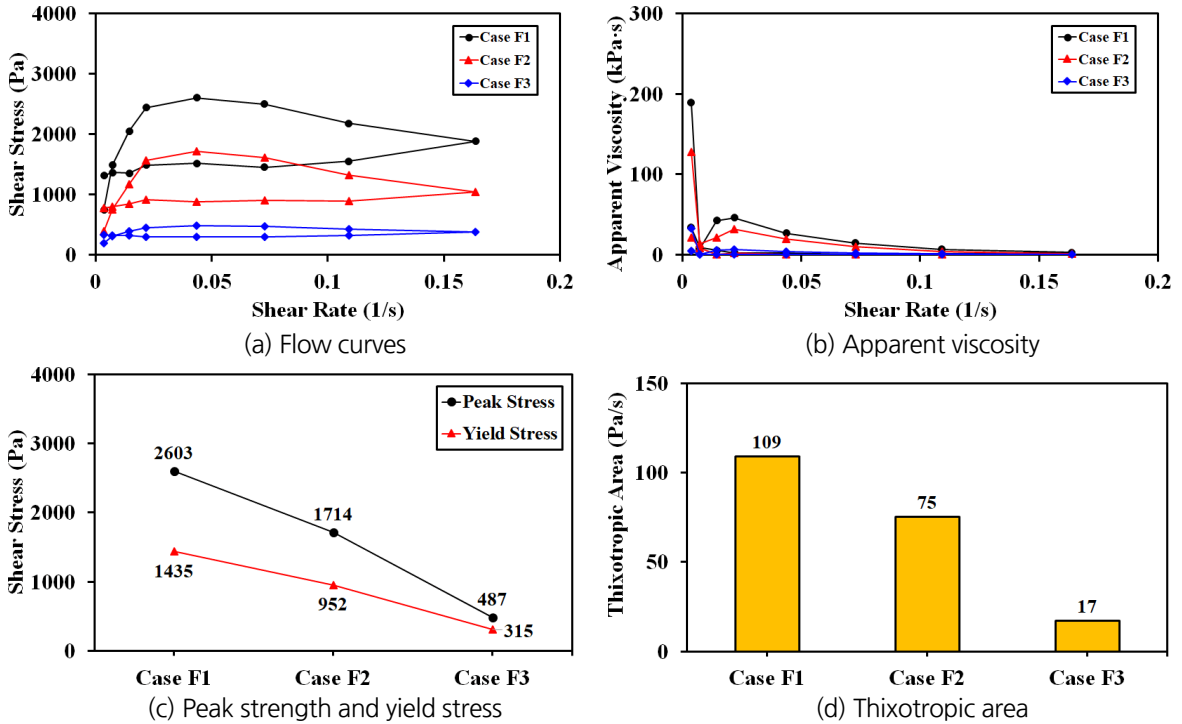 4000
3000
2000
1000
0
Shear Stress (Pa)
Case F1
Case F2
Case F3
0
0.05
0.1
0.15
0.2
Shear Rate (1/s)
(a) Flow curves
300
200
100
0
Apparent Viscosity (kPa·s)
Case F1
Case F2
Case F3
0
0.05
0.1
0.15
0.2
Shear Rate (1/s)
(b) Apparent viscosity
4000
3000
2000
1000
0
Shear Stress (Pa)
Peak Stress
Yield Stress
2603
1714
487
1435
952
315
Case F1
Case F2
Case F3
(c) Peak strength and yield stress
150
100
50
0
Thixotropic Area (Pa/s)
109
75
17
Case F1
Case F2
Case F3
(d) Thixotropic area